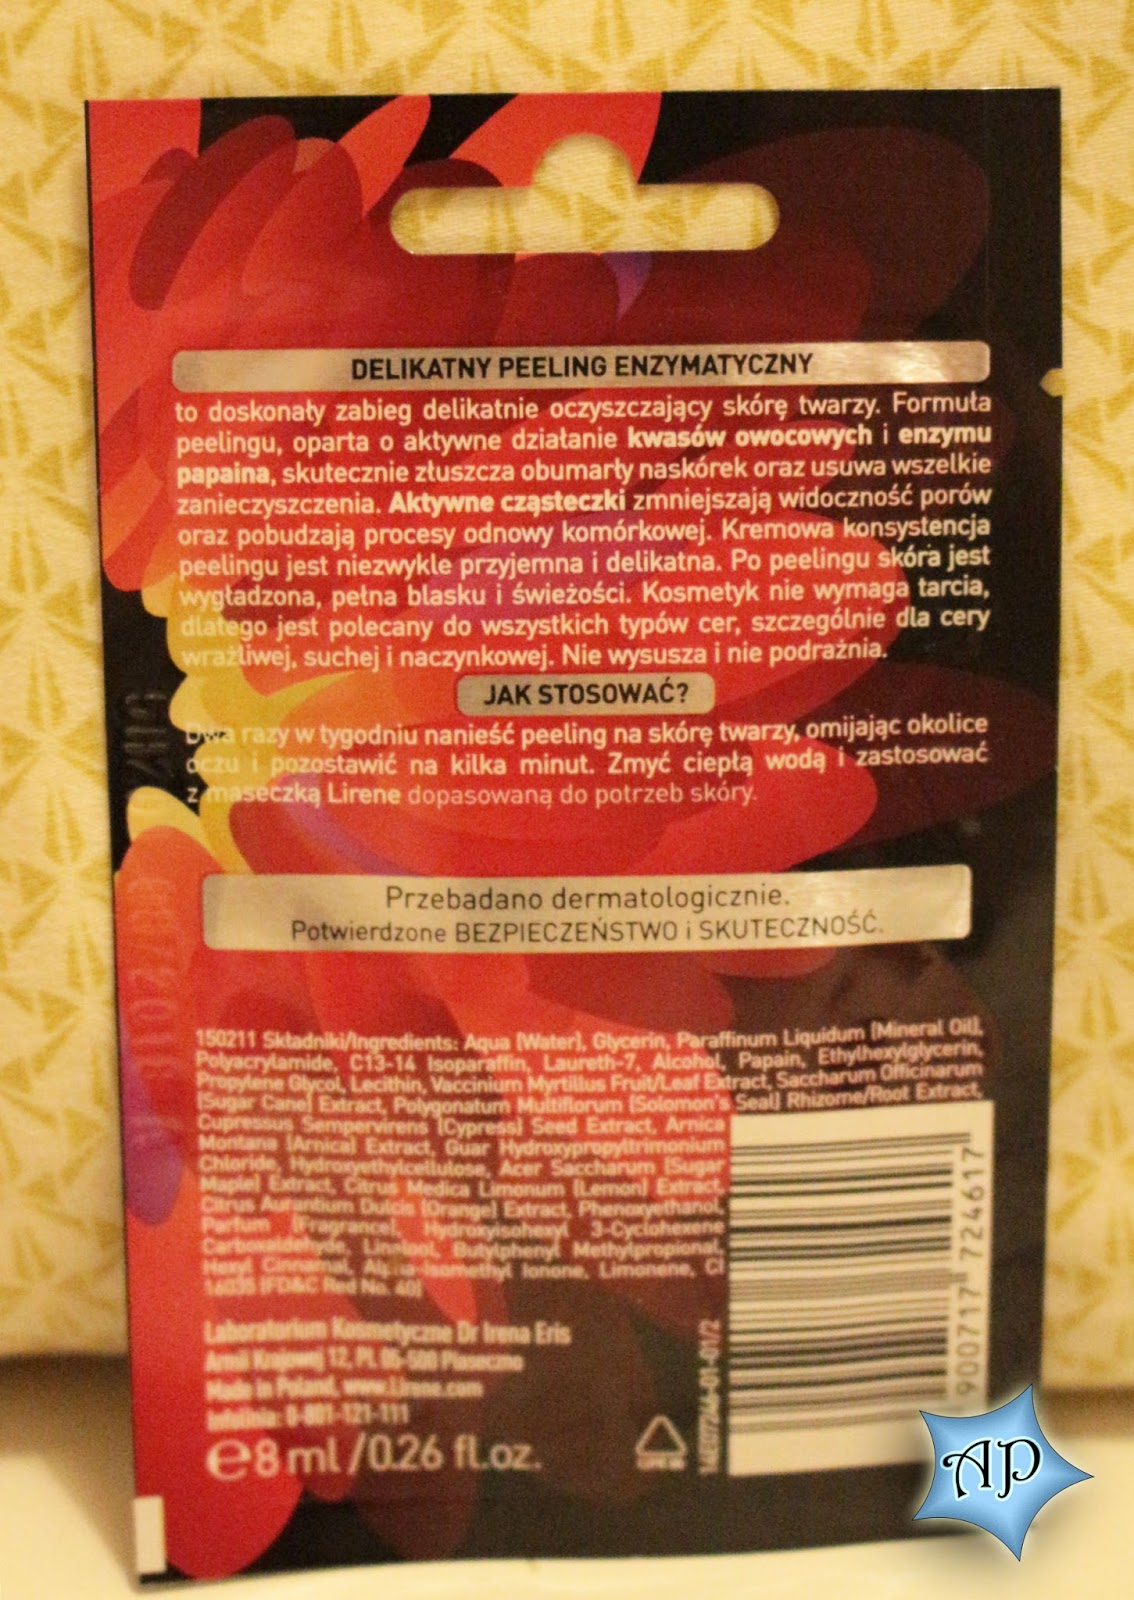 DELIKATNY PEELING ENZYMATYCZNY
to doskonały zabieg delikatnie oczyszczający skórę twarzy. Formuła
peelingu, oparta o aktywne działanie kwasów owocowych i enzymu
papaina, skutecznie złuszcza obumarły naskórek oraz usuwa wszelkie
zanieczyszczenia. Aktywne cząsteczki zmniejszają widoczność porów
oraz pobudzają procesy odnowy komórkowej. Kremowa konsystencja
peelingu jest niezwykle przyjemna i delikatna. Po peelingu skóra jest
wygładzona, pełna blasku i świeżości. Kosmetyk nie wymaga tarcia,
dlatego jest polecany do wszystkich typów cer, szczególnie dla cery
wrażliwej, suchej i naczynkowej. Nie wysusza i nie podrażnia.
JAK STOSOWAĆ?
Dwa razy w tygodniu nanieść peeling na skórę twarzy, omijając okolice
oczu i pozostawić na kilka minut. Zmyć ciepłą wodą i zastosować
z maseczką Lirene dopasowaną do potrzeb skóry.
Przebadano dermatologicznie.
Potwierdzone BEZPIECZEŃSTWO i SKUTECZNOŚĆ.
150211 Składniki/Ingredients: Aqua (Water), Glycerin, Paraffinum Liquidum (Mineral Oil),
Polyacrylamide, C13-14 Isoparaffin, Laureth-7, Alcohol, Papain, Ethylhexylglycerin,
Propylene Glycol, Lecithin, Vaccinium Myrtillus Fruit/Leaf Extract, Saccharum Officinarum
(Sugar Cane) Extract, Polygonatum Multiflorum (Solomon's Seal) Rhizome/Root Extract,
Cupressus Sempervirens (Cypress) Seed Extract, Arnica
Montana (Arnica) Extract, Guar Hydroxypropyltrimonium
Chloride, Hydroxyethylcellulose, Acer Saccharum (Sugar
Maple) Extract, Citrus Medica Limonum (Lemon) Extract,
Citrus Aurantium Dulcis (Orange) Extract, Phenoxyethanol,
Parfum (Fragrance), Hydroxyisohexyl 3-Cyclohexene
Carboxaldehyde, Linalool, Butylphenyl Methylpropional,
Hexyl Cinnamal, Alpha-Isomethyl Ionone, Limonene, CI
16035 (FD&C Red No. 40)
Laboratorium Kosmetyczne Dr Irena Eris
Armii Krajowej 12, PL 05-500 Piaseczno
Made in Poland, www.Lirene.com
Infolinia: 0-801-121-111
℮8 ml /0.26 fl.oz.
900717 724617
AP